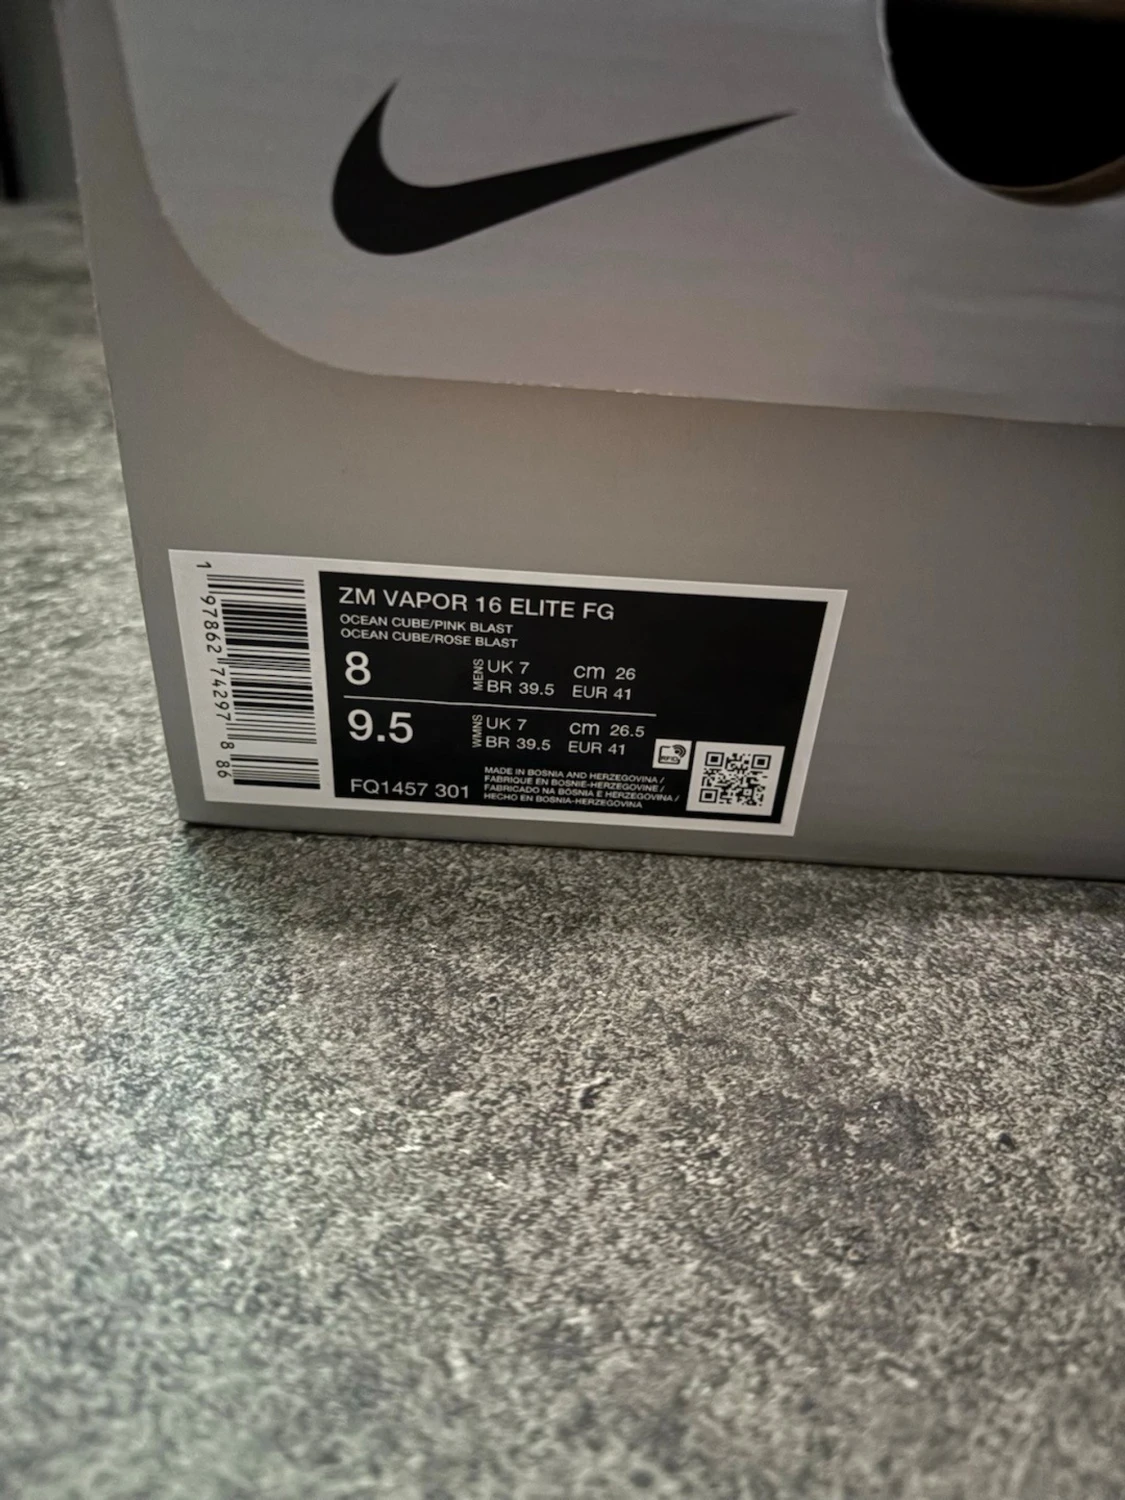 ZM VAPOR 16 ELITE FG
OCEAN CUBE/PINK BLAST
OCEAN CUBE/ROSE BLAST
8 MENS UK 7 cm 26
BR 39.5 EUR 41
9.5 WMNS UK 7 cm 26.5
BR 39.5 EUR 41
RFID
FQ1457 301
MADE IN BOSNIA AND HERZEGOVINA /
FABRIQUE EN BOSNIE-HERZEGOVINE /
FABRICADO NA BÓSNIA E HERZEGOVINA /
HECHO EN BOSNIA-HERZEGOVINA
1 97862 74297 8 86